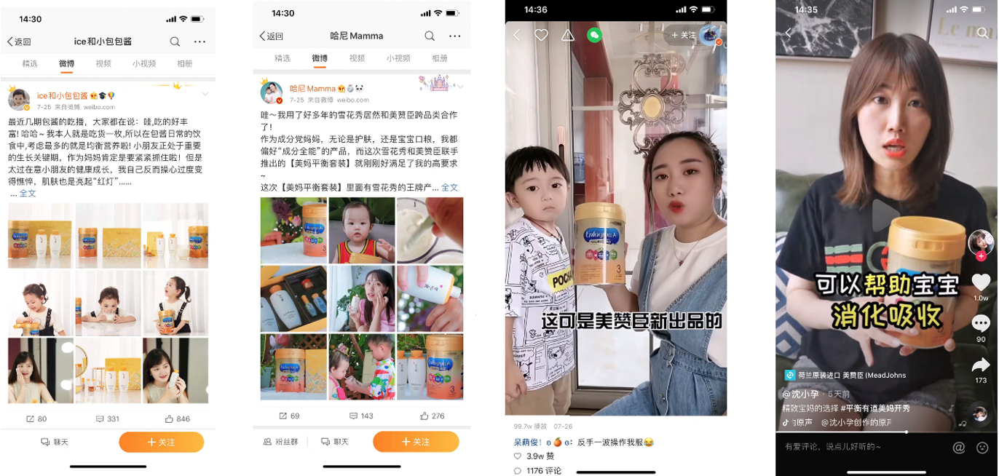 14:30
返回
ice和小包包酱
精选
微博
视频
小视频
相册
ice和小包包酱
7-25 来自微博 weibo.com
最近几期包酱的吃播，大家都在说：哇,吃的好丰
富! 哈哈~ 我本人就是吃货一枚,所以在包酱日常的饮
食中,考虑最多的就是均衡营养啦! 小朋友正处于重要
的生长关键期，作为妈妈肯定是要紧紧抓住啦！但是
太过在意小朋友的健康成长，我自己反而操心过度变
得憔悴，肌肤也是亮起“红灯”......
... 全文
80
331
846
聊天
+ 关注
14:30
返回
哈尼 Mamma
精选
微博
视频
小视频
相册
哈尼 Mamma
7-25 来自微博 weibo.com
哇～我用了好多年的雪花秀居然和美赞臣跨品类合作
了！
作为成分党妈妈，无论是护肤，还是宝宝口粮，我都
偏好“成分全能”的产品，而这次雪花秀和美赞臣联手
推出的【美妈平衡套装】就刚刚好满足了我的高要求
~
这次【美妈平衡套装】里面有雪花秀的王牌产... 全文
69
143
276
粉丝群
聊天
+ 关注
14:36
+ 关注
Enfagrow A+
NEUROPRO
3
POCHA
这可是美赞臣新出品的
99.7w 播放 07-26
呆萌俊！ʚ🍊ɞ：反手一波操作我服😂
3.9w 赞
1176 评论
14:35
Le ma
可以帮助宝宝
消化吸收
1.0w
90
173
荷兰原装进口 美赞臣(MeadJohns
@沈小孕 · 5天前
精致宝妈的选择 #平衡有道美妈开秀
的原声 @沈小孕创作的原声
有爱评论，说点儿好听的~